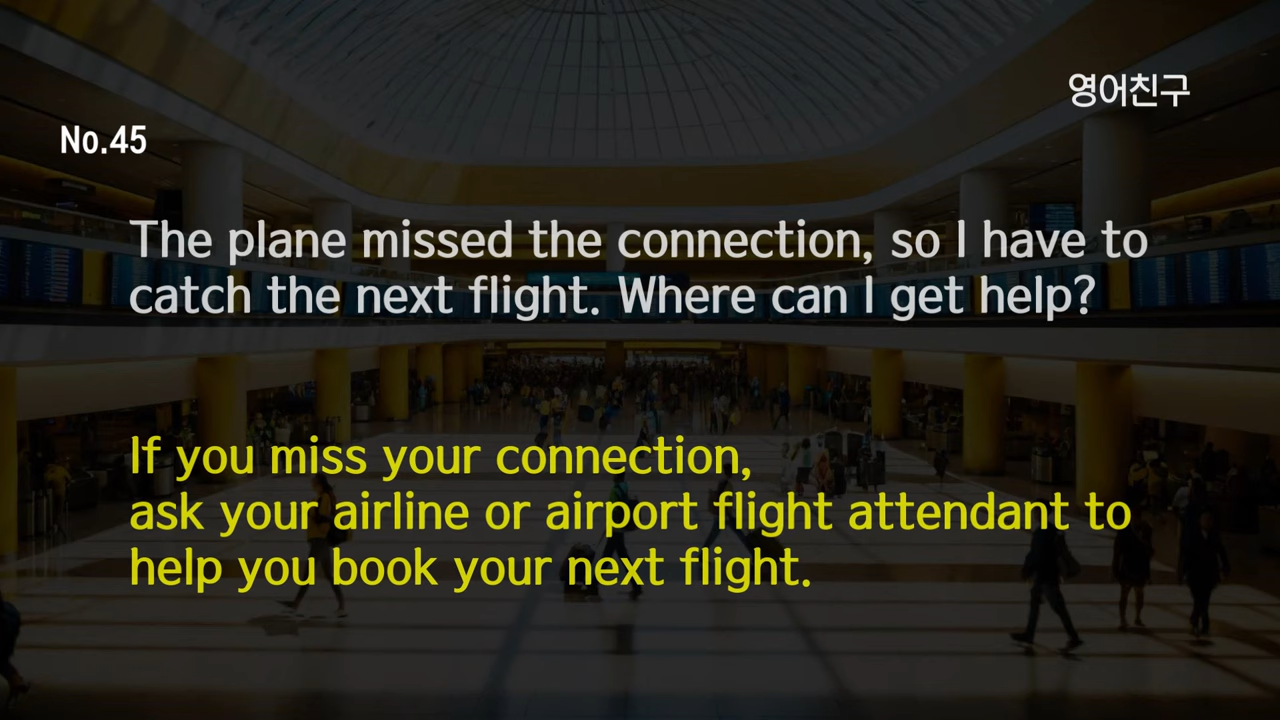 영어친구
No.45
The plane missed the connection, so I have to
catch the next flight. Where can I get help?
If you miss your connection,
ask your airline or airport flight attendant to
help you book your next flight.